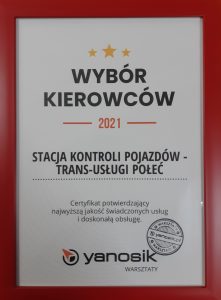 WYBÓR
KIEROWCÓW
2021
STACJA KONTROLI POJAZDÓW -
TRANS-USŁUGI POŁEĆ
Certyfikat potwierdzający
najwyższą jakość świadczonych usług
i doskonałą obsługę.
yanosik
WARSZTATY